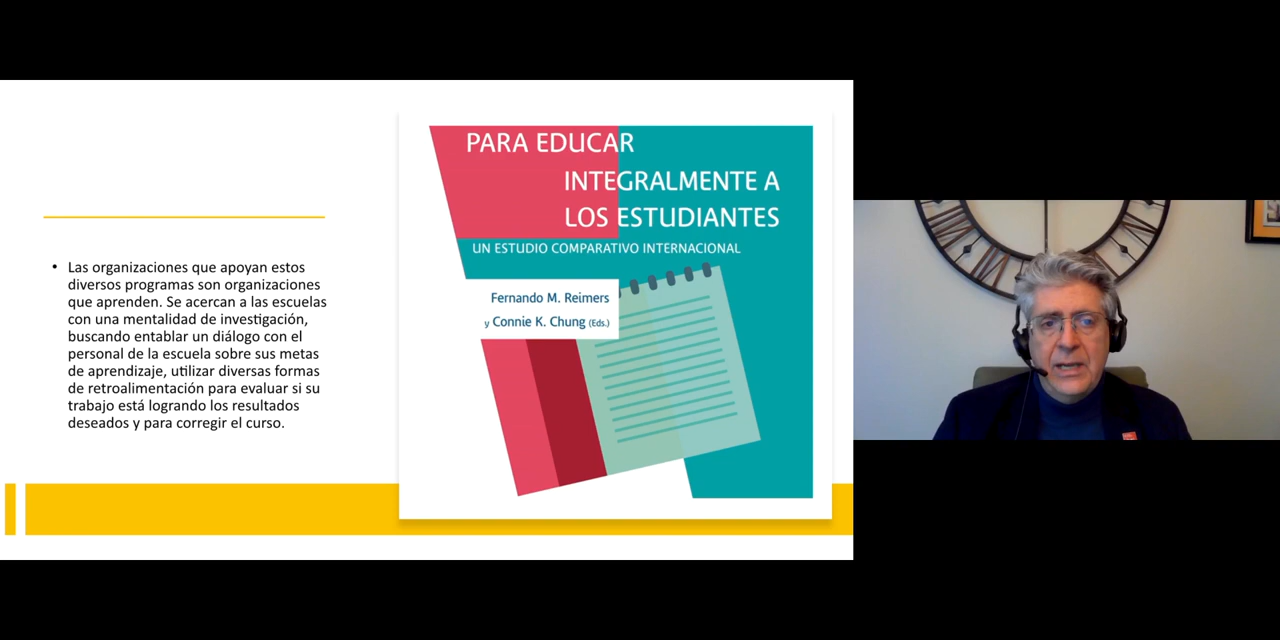 • Las organizaciones que apoyan estos
diversos programas son organizaciones
que aprenden. Se acercan a las escuelas
con una mentalidad de investigación,
buscando entablar un diálogo con el
personal de la escuela sobre sus metas
de aprendizaje, utilizar diversas formas
de retroalimentación para evaluar si su
trabajo está logrando los resultados
deseados y para corregir el curso.
PARA EDUCAR
INTEGRALMENTE A
LOS ESTUDIANTES
UN ESTUDIO COMPARATIVO INTERNACIONAL
Fernando M. Reimers
y Connie K. Chung (Eds.)